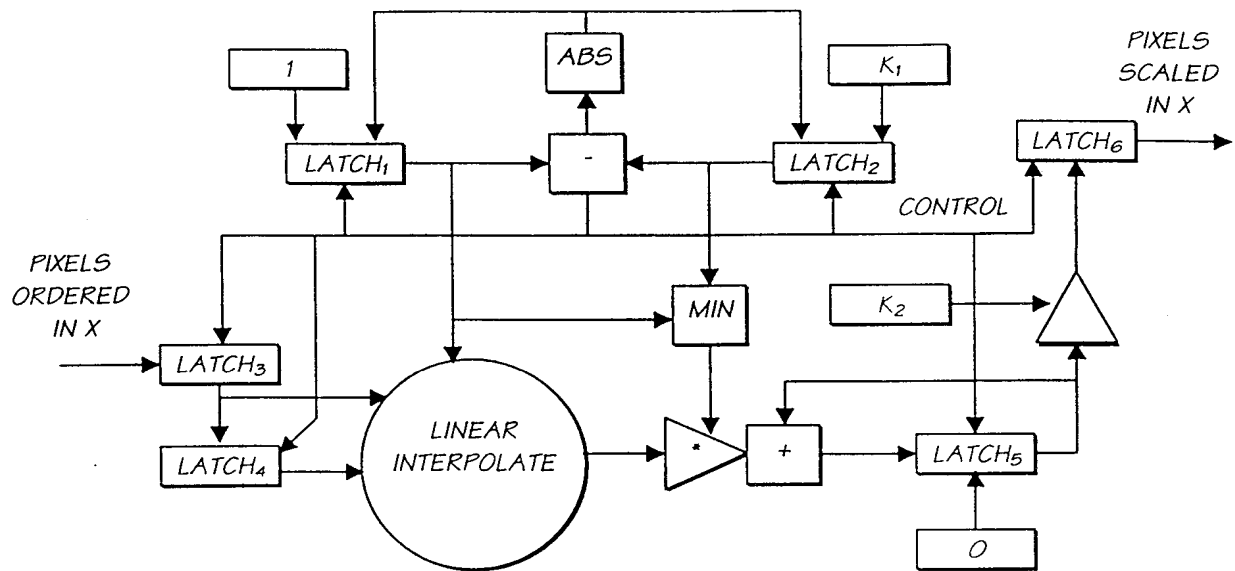 ABS
1
K₁
PIXELS
SCALED
IN X
LATCH₁
-
LATCH₂
LATCH₆
CONTROL
PIXELS
ORDERED
IN X
MIN
K₂
LATCH₃
LINEAR
INTERPOLATE
*
+
LATCH₄
LATCH₅
0